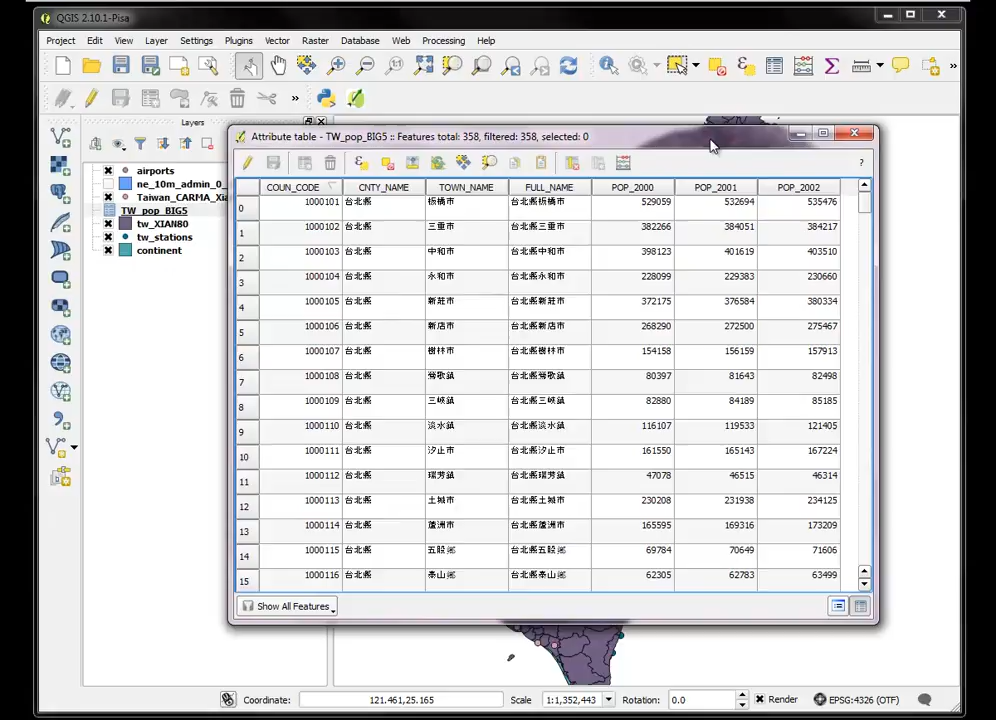 QGIS 2.10.1-Pisa
Project Edit View Layer Settings Plugins Vector Raster Database Web Processing Help
Layers
Attribute table - TW_pop_BIG5 :: Features total: 358, filtered: 358, selected: 0
airports
ne_10m_admin_0_
Taiwan_CARMA_Xi
TW_pop_BIG5
tw_XIAN80
tw_stations
continent
COUN_CODE CNTY_NAME TOWN_NAME FULL_NAME POP_2000 POP_2001 POP_2002
0 1000101 台北縣 板橋市 台北縣板橋市 529059 532694 535476
1 1000102 台北縣 三重市 台北縣三重市 382266 384051 384217
2 1000103 台北縣 中和市 台北縣中和市 398123 401619 403510
3 1000104 台北縣 永和市 台北縣永和市 228099 229383 230660
4 1000105 台北縣 新莊市 台北縣新莊市 372175 376584 380334
5 1000106 台北縣 新店市 台北縣新店市 268290 272500 275467
6 1000107 台北縣 樹林市 台北縣樹林市 154158 156159 157913
7 1000108 台北縣 鶯歌鎮 台北縣鶯歌鎮 80397 81643 82498
8 1000109 台北縣 三峽鎮 台北縣三峽鎮 82880 84189 85185
9 1000110 台北縣 淡水鎮 台北縣淡水鎮 116107 119533 121405
10 1000111 台北縣 汐止市 台北縣汐止市 161550 165143 167224
11 1000112 台北縣 瑞芳鎮 台北縣瑞芳鎮 47078 46515 46314
12 1000113 台北縣 土城市 台北縣土城市 230208 231938 234125
13 1000114 台北縣 蘆洲市 台北縣蘆洲市 165595 169316 173209
14 1000115 台北縣 五股鄉 台北縣五股鄉 69784 70649 71606
15 1000116 台北縣 泰山鄉 台北縣泰山鄉 62305 62783 63499
Show All Features
Coordinate: 121.461,25.165 Scale 1:1,352,443 Rotation: 0.0 Render EPSG:4326 (OTF)